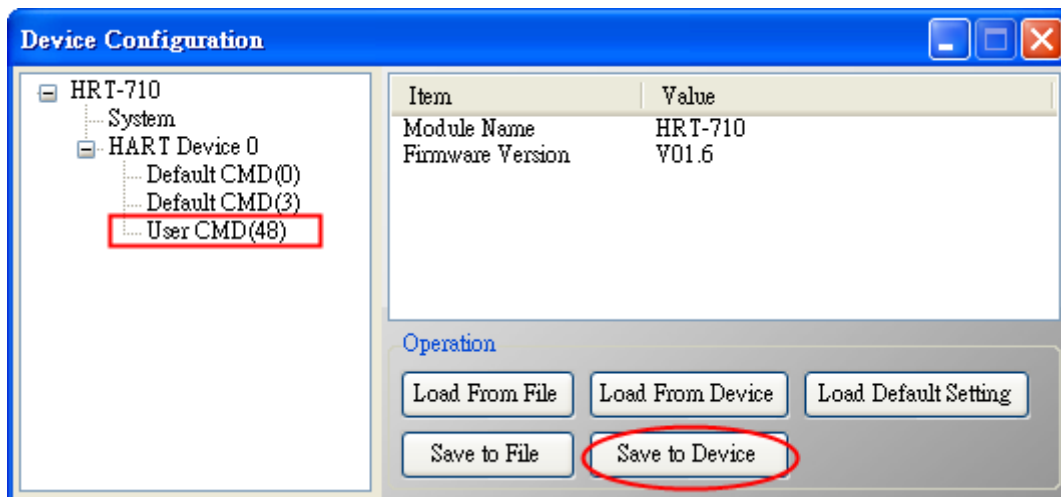 Device Configuration
HRT-710
System
HART Device 0
Default CMD(0)
Default CMD(3)
User CMD(48)
Item Value
Module Name HRT-710
Firmware Version V01.6
Operation
Load From File Load From Device Load Default Setting
Save to File Save to Device